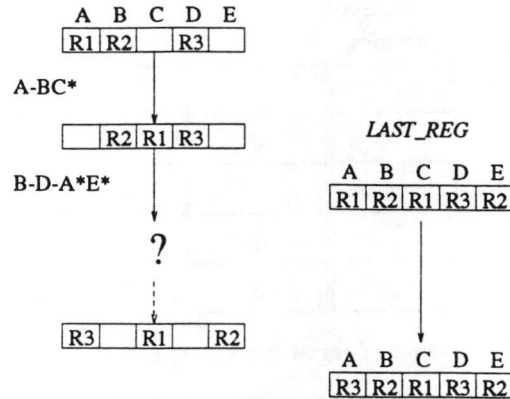 A B C D E
R1 R2 R3
A-BC*
R2 R1 R3
LAST_REG
B-D-A*E*
A B C D E
R1 R2 R1 R3 R2
?
R3 R1 R2
A B C D E
R3 R2 R1 R3 R2